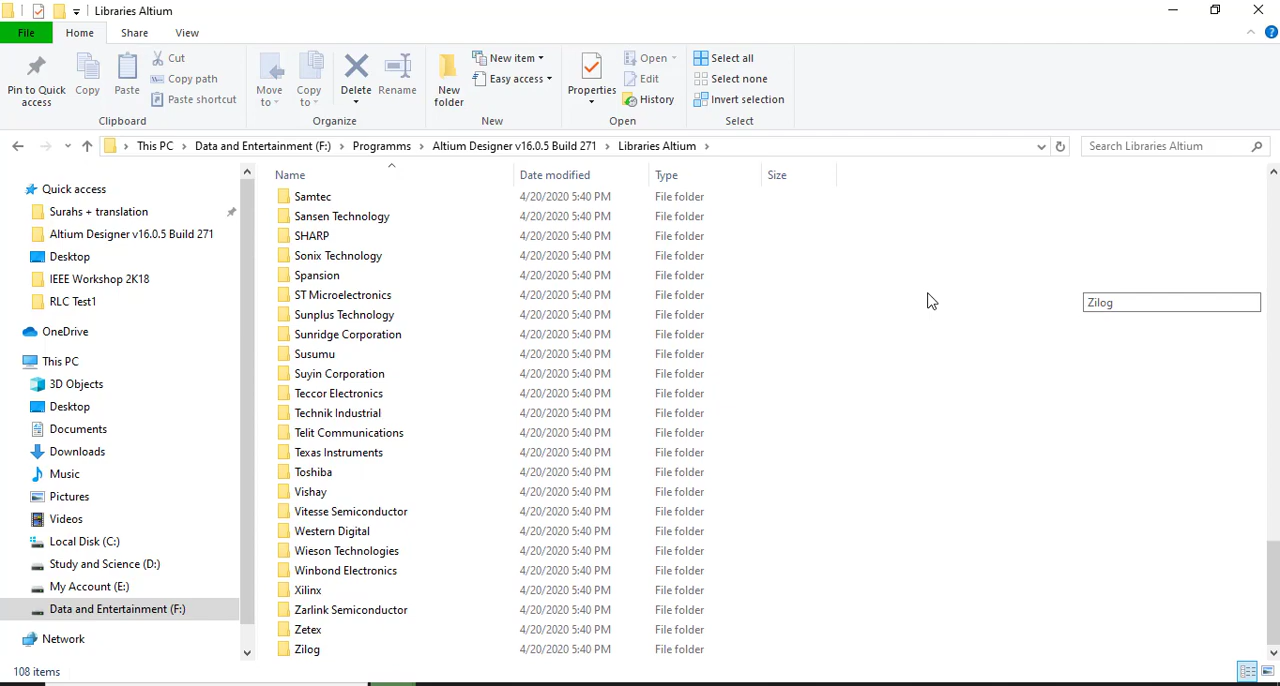 Libraries Altium
File Home Share View
Pin to Quick access
Copy
Paste
Cut
Copy path
Paste shortcut
Clipboard
Move to
Copy to
Delete
Rename
Organize
New folder
New item
Easy access
New
Properties
Open
Edit
History
Open
Select all
Select none
Invert selection
Select
This PC > Data and Entertainment (F:) > Programms > Altium Designer v16.0.5 Build 271 > Libraries Altium >
Search Libraries Altium
Quick access
Surahs + translation
Altium Designer v16.0.5 Build 271
Desktop
IEEE Workshop 2K18
RLC Test1
OneDrive
This PC
3D Objects
Desktop
Documents
Downloads
Music
Pictures
Videos
Local Disk (C:)
Study and Science (D:)
My Account (E:)
Data and Entertainment (F:)
Network
Name Date modified Type Size
Samtec 4/20/2020 5:40 PM File folder
Sansen Technology 4/20/2020 5:40 PM File folder
SHARP 4/20/2020 5:40 PM File folder
Sonix Technology 4/20/2020 5:40 PM File folder
Spansion 4/20/2020 5:40 PM File folder
ST Microelectronics 4/20/2020 5:40 PM File folder
Sunplus Technology 4/20/2020 5:40 PM File folder
Sunridge Corporation 4/20/2020 5:40 PM File folder
Susumu 4/20/2020 5:40 PM File folder
Suyin Corporation 4/20/2020 5:40 PM File folder
Teccor Electronics 4/20/2020 5:40 PM File folder
Technik Industrial 4/20/2020 5:40 PM File folder
Telit Communications 4/20/2020 5:40 PM File folder
Texas Instruments 4/20/2020 5:40 PM File folder
Toshiba 4/20/2020 5:40 PM File folder
Vishay 4/20/2020 5:40 PM File folder
Vitesse Semiconductor 4/20/2020 5:40 PM File folder
Western Digital 4/20/2020 5:40 PM File folder
Wieson Technologies 4/20/2020 5:40 PM File folder
Winbond Electronics 4/20/2020 5:40 PM File folder
Xilinx 4/20/2020 5:40 PM File folder
Zarlink Semiconductor 4/20/2020 5:40 PM File folder
Zetex 4/20/2020 5:40 PM File folder
Zilog 4/20/2020 5:40 PM File folder
Zilog
108 items